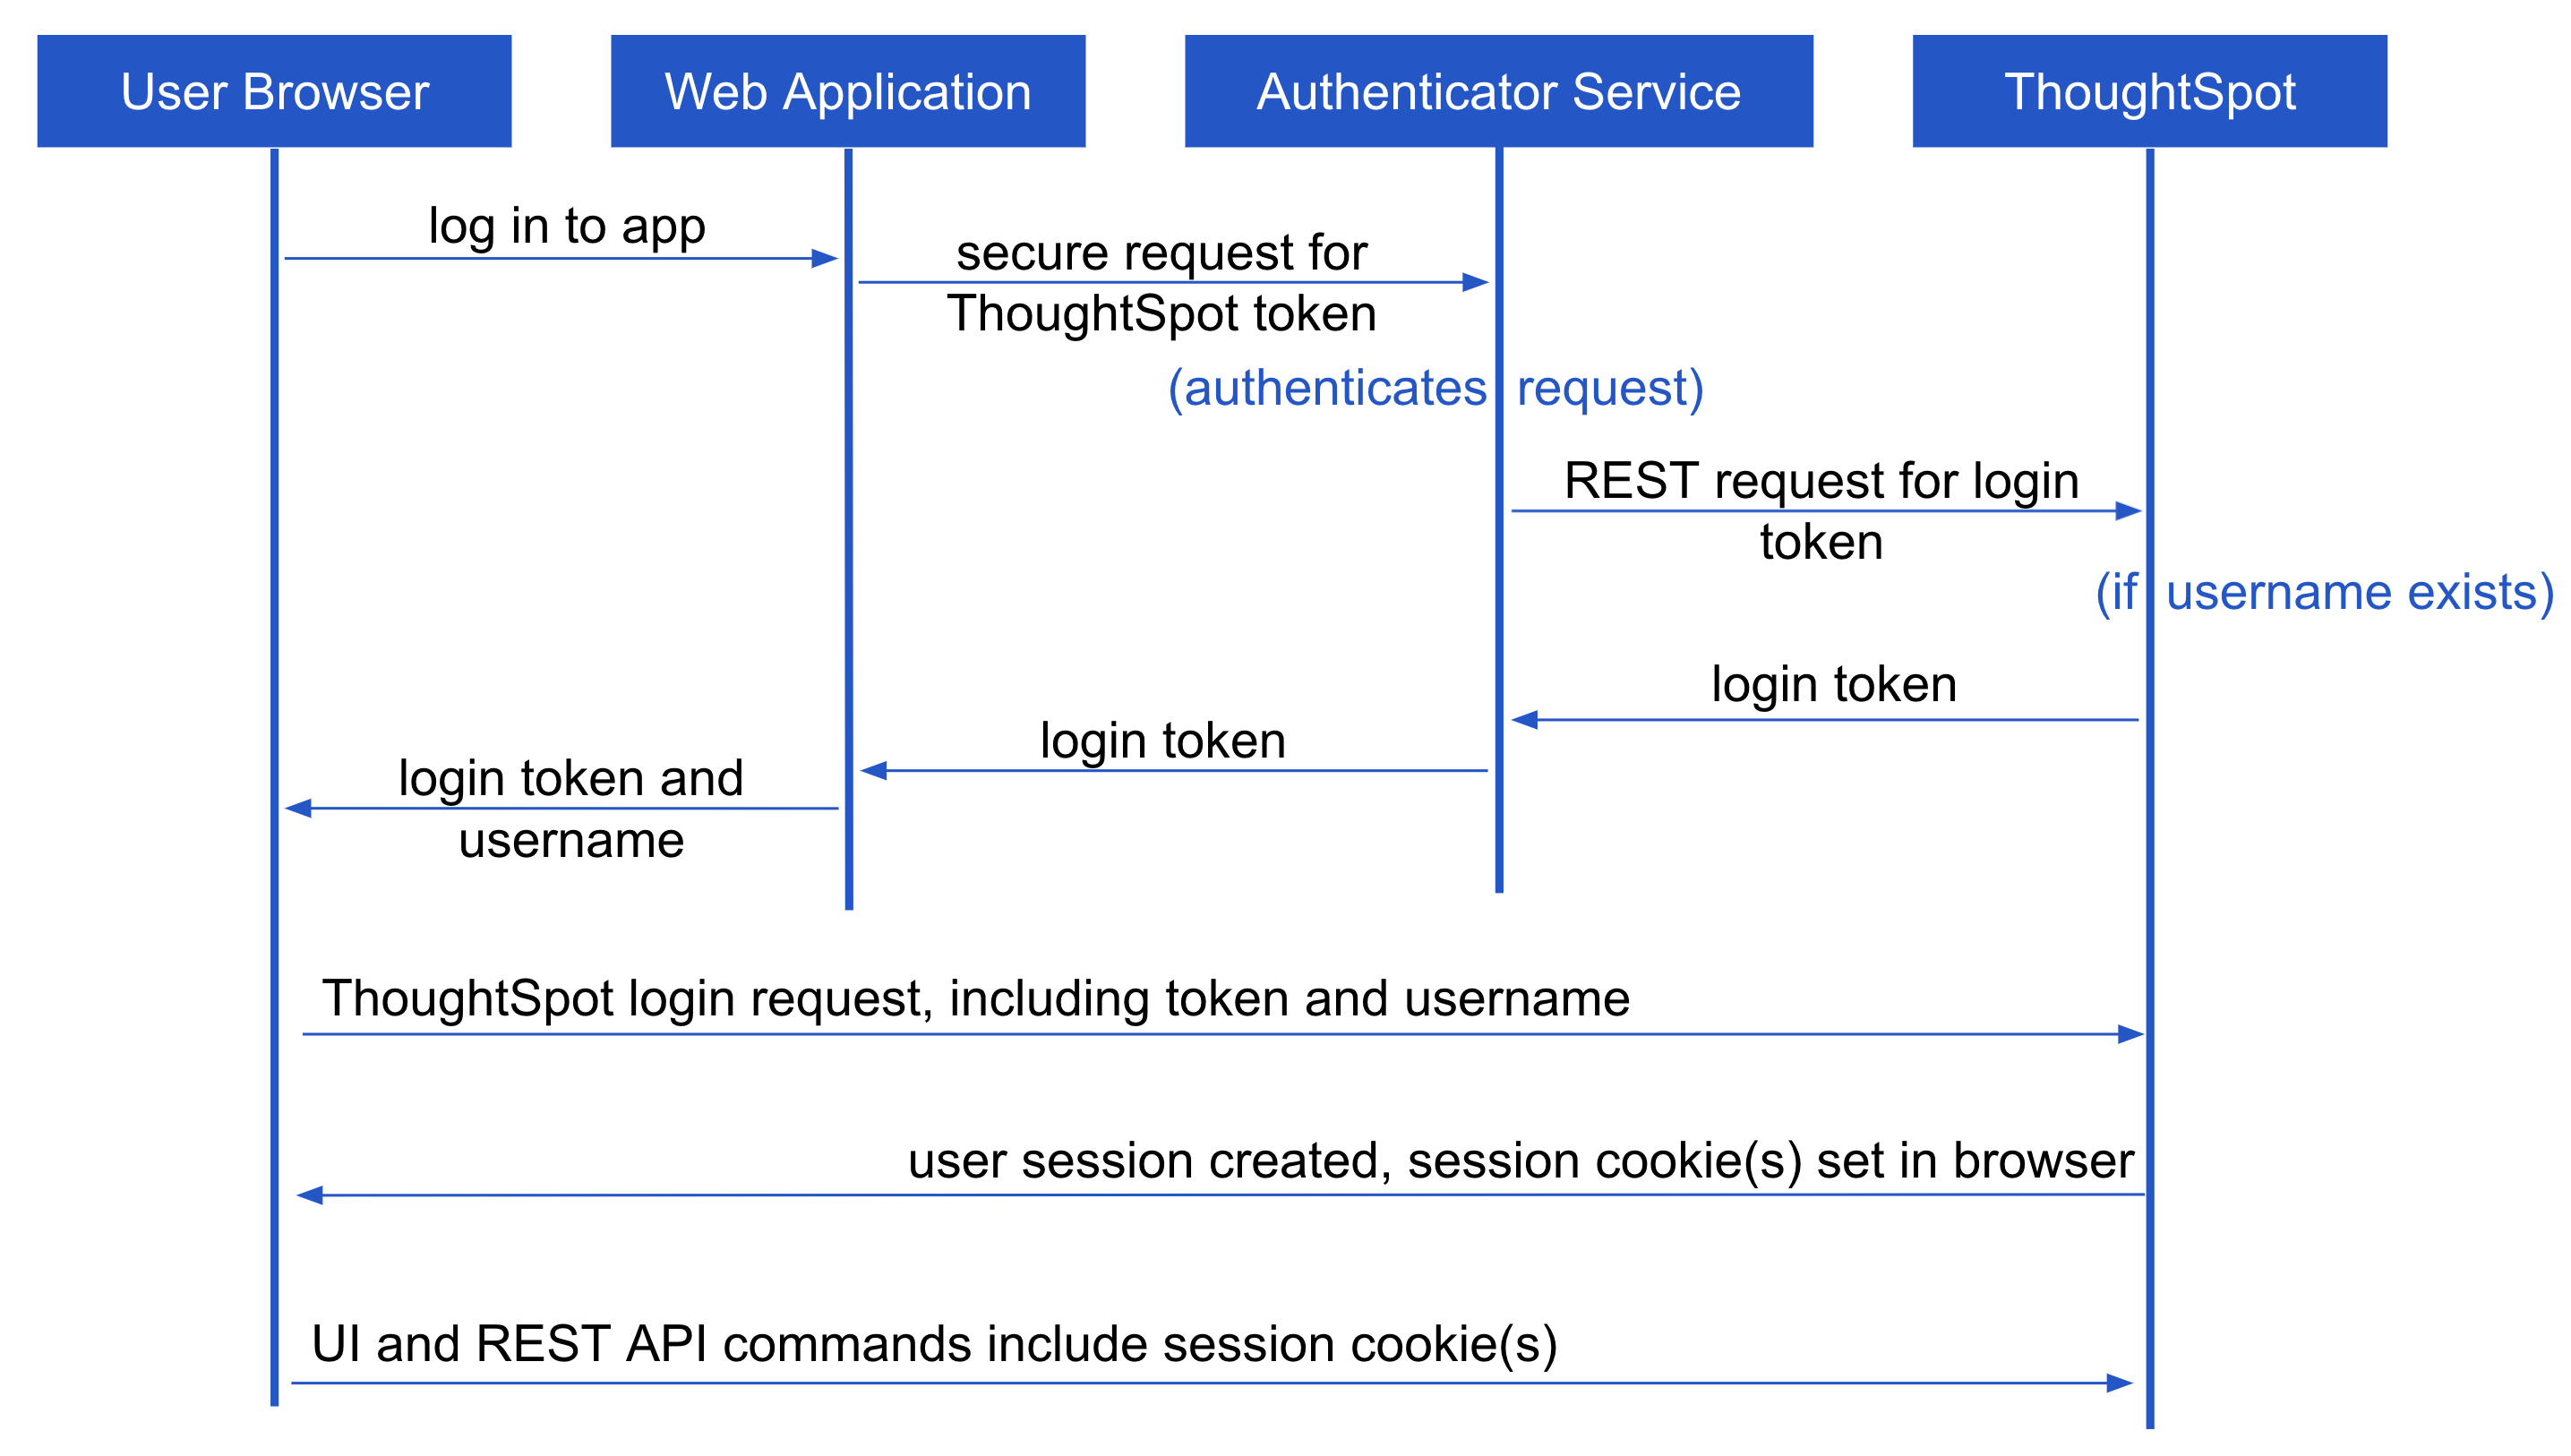 User Browser
Web Application
Authenticator Service
ThoughtSpot
log in to app
secure request for
ThoughtSpot token
(authenticates request)
REST request for login
token
(if username exists)
login token
login token
login token and
username
ThoughtSpot login request, including token and username
user session created, session cookie(s) set in browser
UI and REST API commands include session cookie(s)